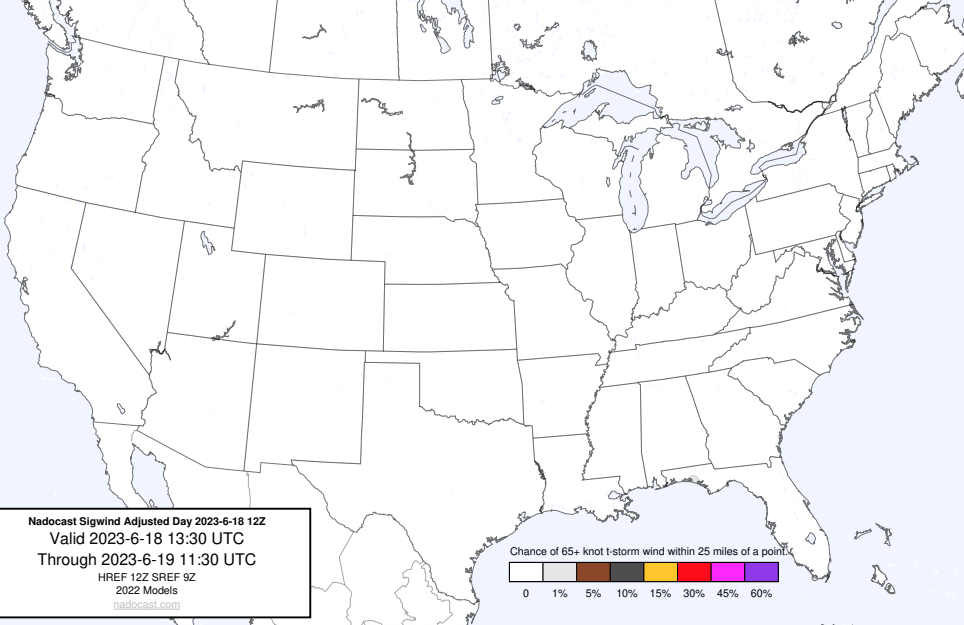 Nadocast Sigwind Adjusted Day 2023-6-18 12Z
Valid 2023-6-18 13:30 UTC
Through 2023-6-19 11:30 UTC
HREF 12Z SREF 9Z
2022 Models
nadocast.com
Chance of 65+ knot t-storm wind within 25 miles of a point.
0 1% 5% 10% 15% 30% 45% 60%